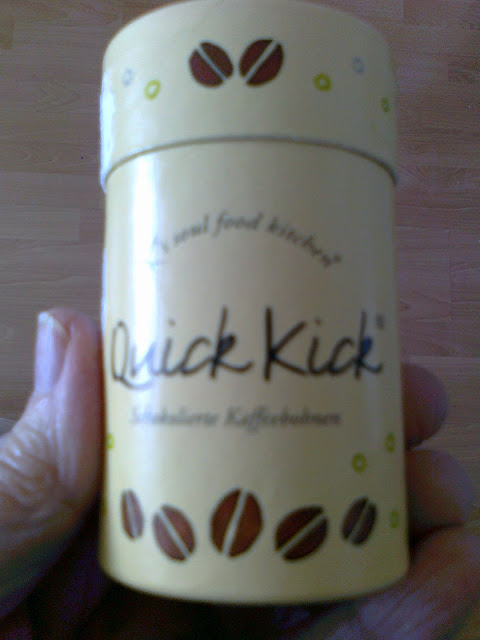 soul food kitchen®
Quick Kick®
Schokolierte Kaffeebohnen